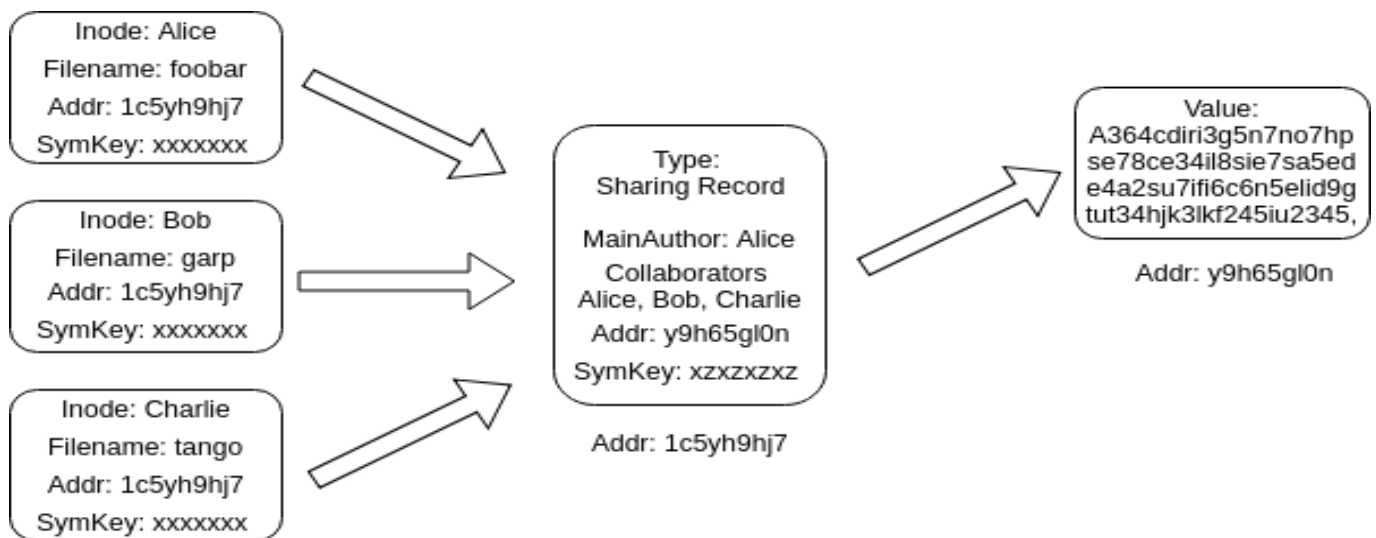 Inode: Alice
Filename: foobar
Addr: 1c5yh9hj7
SymKey: xxxxxxx
Inode: Bob
Filename: garp
Addr: 1c5yh9hj7
SymKey: xxxxxxx
Inode: Charlie
Filename: tango
Addr: 1c5yh9hj7
SymKey: xxxxxxx
Type:
Sharing Record
MainAuthor: Alice
Collaborators
Alice, Bob, Charlie
Addr: y9h65gl0n
SymKey: xzxzxzxz
Addr: 1c5yh9hj7
Value:
A364cdiri3g5n7no7hp
se78ce34il8sie7sa5ed
e4a2su7ifi6c6n5elid9g
tut34hjk3lkf245iu2345,
Addr: y9h65gl0n